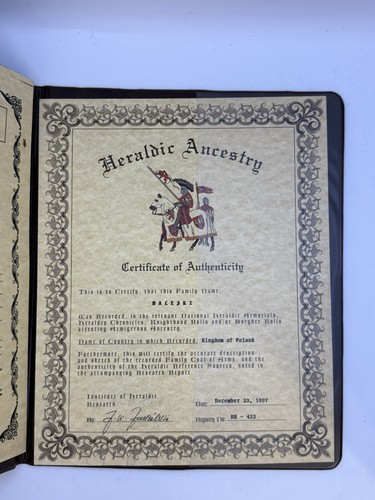 Heraldic Ancestry
Certificate of Authenticity
This is to Certify, that this Family Name:
Was Recorded, in the relevant National Heraldic Armorials,
Heraldry Chronicles, Knighthood Rolls and/or Burgher Rolls
attesting Armigerous Ancestry.
Name of Country in which Recorded: Kingdom of Poland
Furthermore, this will certify the accurate description
and sketch of the recorded Family Coat of Arms, and the
authenticity of the Heraldic Reference Sources, noted in
the accompanying Research Report.
Institute of Heraldic
Research
Date: December 23, 1997
By:
Registry No